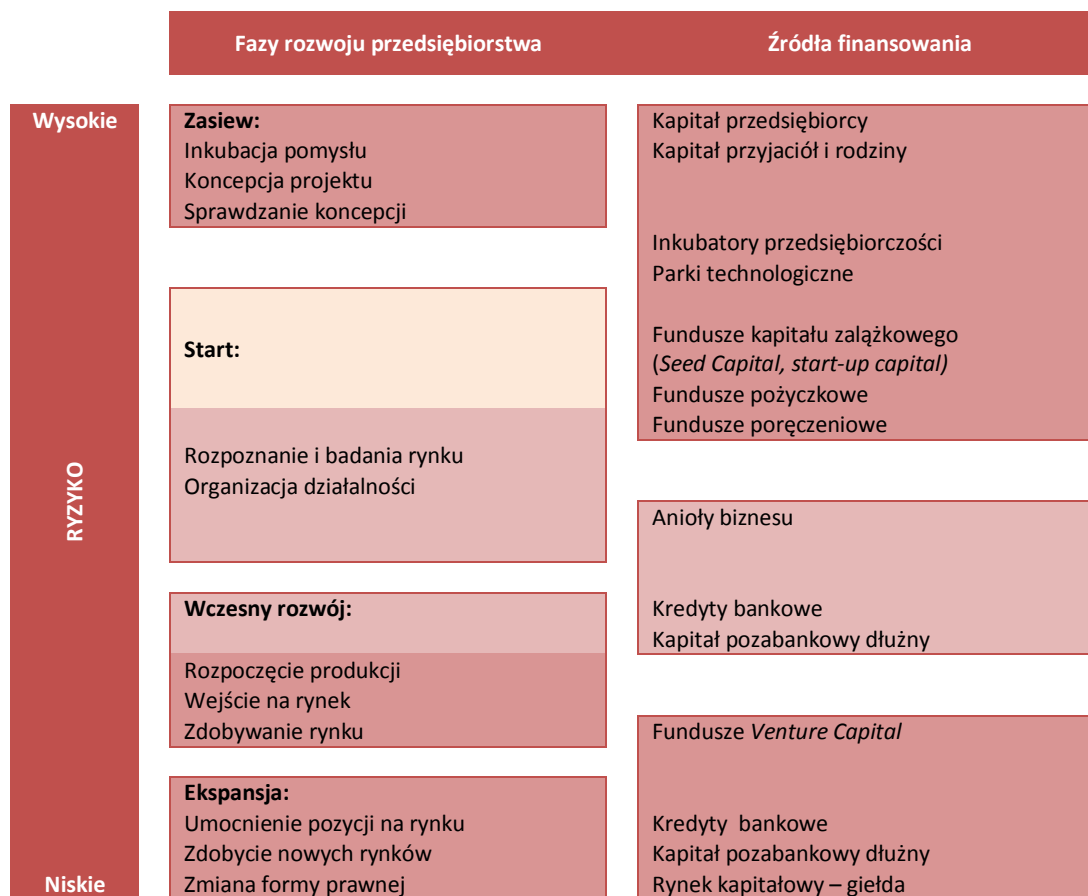 Fazy rozwoju przedsiębiorstwa
Źródła finansowania
Wysokie
RYZYKO
Niskie
Zasiew:
Inkubacja pomysłu
Koncepcja projektu
Sprawdzanie koncepcji
Start:
Rozpoznanie i badania rynku
Organizacja działalności
Wczesny rozwój:
Rozpoczęcie produkcji
Wejście na rynek
Zdobywanie rynku
Ekspansja:
Umocnienie pozycji na rynku
Zdobycie nowych rynków
Zmiana formy prawnej
Kapitał przedsiębiorcy
Kapitał przyjaciół i rodziny
Inkubatory przedsiębiorczości
Parki technologiczne
Fundusze kapitału zalążkowego
(Seed Capital, start-up capital)
Fundusze pożyczkowe
Fundusze poręczeniowe
Anioły biznesu
Kredyty bankowe
Kapitał pozabankowy dłużny
Fundusze Venture Capital
Kredyty bankowe
Kapitał pozabankowy dłużny
Rynek kapitałowy – giełda